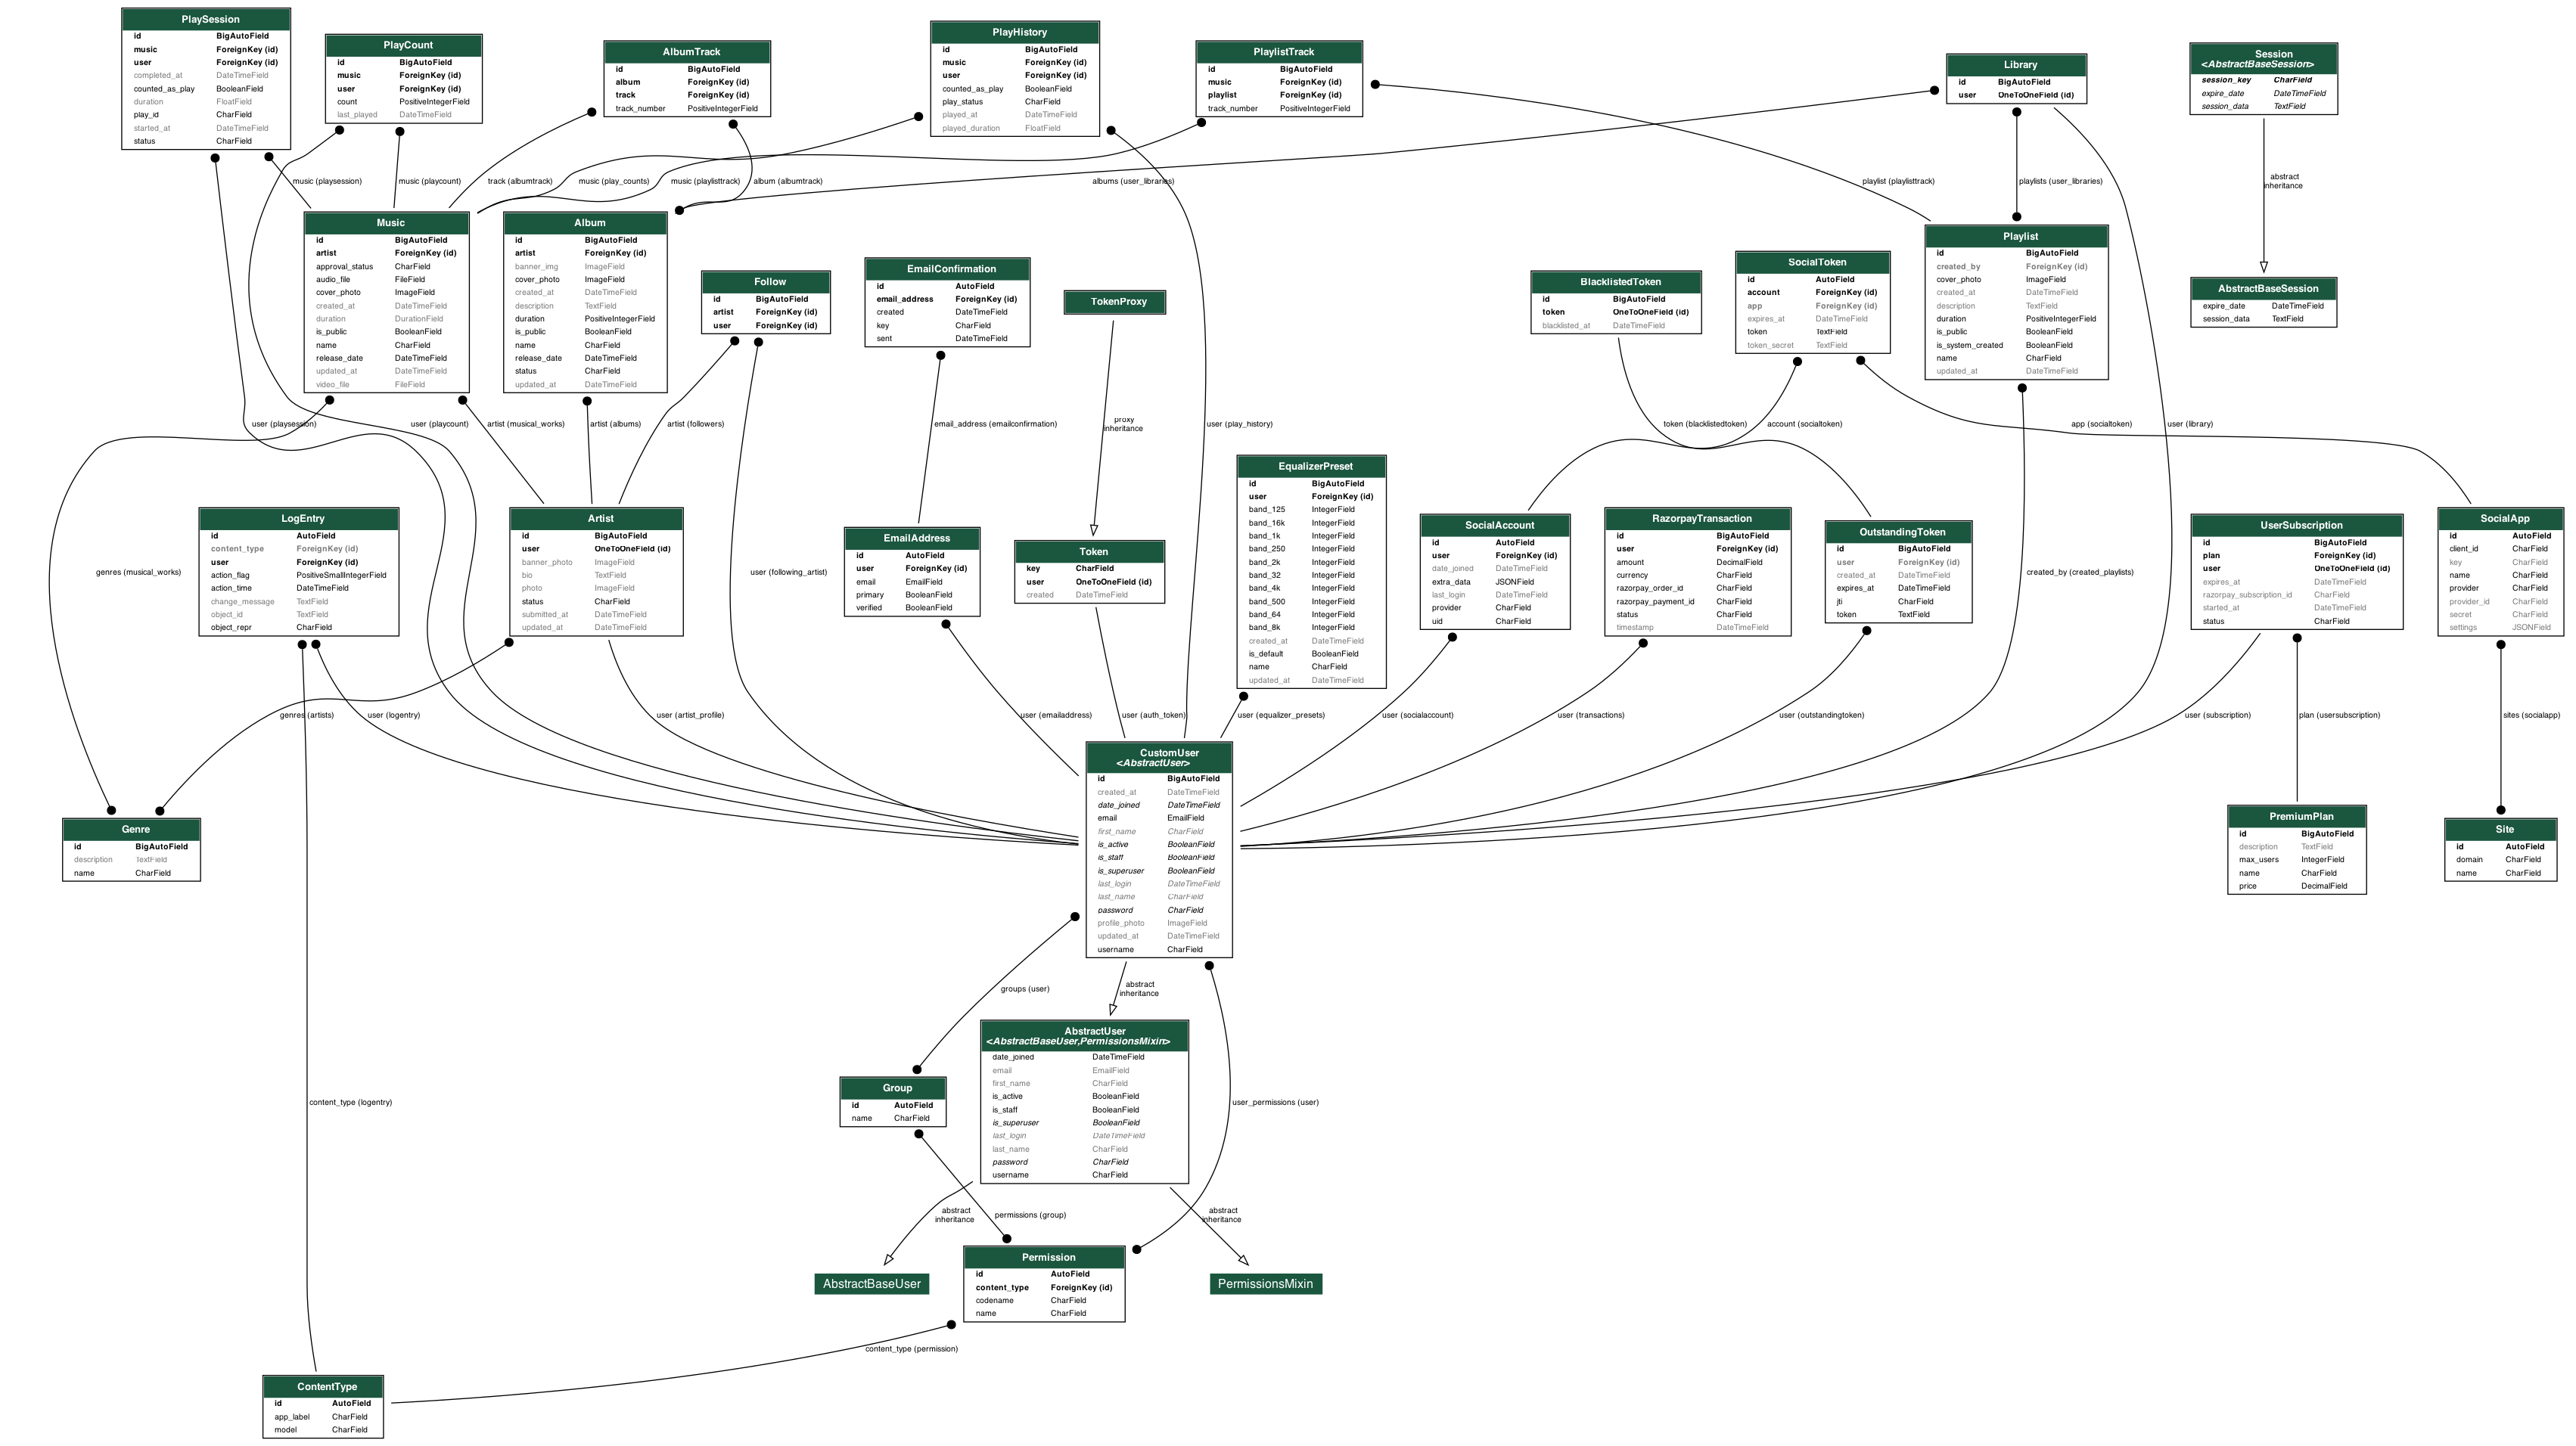 PlaySession
id BigAutoField
music ForeignKey (id)
user ForeignKey (id)
completed_at DateTimeField
counted_as_play BooleanField
duration FloatField
play_id CharField
started_at DateTimeField
status CharField
PlayCount
id BigAutoField
music ForeignKey (id)
user ForeignKey (id)
count PositiveIntegerField
last_played DateTimeField
AlbumTrack
id BigAutoField
album ForeignKey (id)
track ForeignKey (id)
track_number PositiveIntegerField
PlayHistory
id BigAutoField
music ForeignKey (id)
user ForeignKey (id)
counted_as_play BooleanField
play_status CharField
played_at DateTimeField
played_duration FloatField
PlaylistTrack
id BigAutoField
music ForeignKey (id)
playlist ForeignKey (id)
track_number PositiveIntegerField
Library
id BigAutoField
user OneToOneField (id)
Session
<AbstractBaseSession>
session_key CharField
expire_date DateTimeField
session_data TextField
music (playsession)
music (playcount)
track (albumtrack)
music (play_counts)
music (playlisttrack)
album (albumtrack)
albums (user_libraries)
playlist (playlisttrack)
playlists (user_libraries)
abstract
inheritance
Music
id BigAutoField
artist ForeignKey (id)
approval_status CharField
audio_file FileField
cover_photo ImageField
created_at DateTimeField
duration DurationField
is_public BooleanField
name CharField
release_date DateTimeField
updated_at DateTimeField
video_file FileField
Album
id BigAutoField
artist ForeignKey (id)
banner_img ImageField
cover_photo ImageField
created_at DateTimeField
description TextField
duration PositiveIntegerField
is_public BooleanField
name CharField
release_date DateTimeField
status CharField
updated_at DateTimeField
Follow
id BigAutoField
artist ForeignKey (id)
user ForeignKey (id)
EmailConfirmation
id AutoField
email_address ForeignKey (id)
created DateTimeField
key CharField
sent DateTimeField
TokenProxy
BlacklistedToken
id BigAutoField
token OneToOneField (id)
blacklisted_at DateTimeField
SocialToken
id AutoField
account ForeignKey (id)
app ForeignKey (id)
expires_at DateTimeField
token TextField
token_secret TextField
Playlist
id BigAutoField
created_by ForeignKey (id)
cover_photo ImageField
created_at DateTimeField
description TextField
duration PositiveIntegerField
is_public BooleanField
is_system_created BooleanField
name CharField
updated_at DateTimeField
AbstractBaseSession
expire_date DateTimeField
session_data TextField
user (playsession)
user (playcount)
artist (musical_works)
artist (albums)
artist (followers)
email_address (emailconfirmation)
proxy
inheritance
user (play_history)
token (blacklistedtoken)
account (socialtoken)
app (socialtoken)
user (library)
LogEntry
id AutoField
content_type ForeignKey (id)
user ForeignKey (id)
action_flag PositiveSmallIntegerField
action_time DateTimeField
change_message TextField
object_id TextField
object_repr CharField
Artist
id BigAutoField
user OneToOneField (id)
banner_photo ImageField
bio TextField
photo ImageField
status CharField
submitted_at DateTimeField
updated_at DateTimeField
EmailAddress
id AutoField
user ForeignKey (id)
email EmailField
primary BooleanField
verified BooleanField
Token
key CharField
user OneToOneField (id)
created DateTimeField
EqualizerPreset
id BigAutoField
user ForeignKey (id)
band_125 IntegerField
band_16k IntegerField
band_1k IntegerField
band_250 IntegerField
band_2k IntegerField
band_32 IntegerField
band_4k IntegerField
band_500 IntegerField
band_64 IntegerField
band_8k IntegerField
created_at DateTimeField
is_default BooleanField
name CharField
updated_at DateTimeField
SocialAccount
id AutoField
user ForeignKey (id)
date_joined DateTimeField
extra_data JSONField
last_login DateTimeField
provider CharField
uid CharField
RazorpayTransaction
id BigAutoField
user ForeignKey (id)
amount DecimalField
currency CharField
razorpay_order_id CharField
razorpay_payment_id CharField
status CharField
timestamp DateTimeField
OutstandingToken
id BigAutoField
user ForeignKey (id)
created_at DateTimeField
expires_at DateTimeField
jti CharField
token TextField
UserSubscription
id BigAutoField
plan ForeignKey (id)
user OneToOneField (id)
expires_at DateTimeField
razorpay_subscription_id CharField
started_at DateTimeField
status CharField
SocialApp
id AutoField
client_id CharField
key CharField
name CharField
provider CharField
provider_id CharField
secret CharField
settings JSONField
genres (musical_works)
user (following_artist)
created_by (created_playlists)
genres (artists)
user (logentry)
user (artist_profile)
user (emailaddress)
user (auth_token)
user (equalizer_presets)
user (socialaccount)
user (transactions)
user (outstandingtoken)
user (subscription)
plan (usersubscription)
sites (socialapp)
Genre
id BigAutoField
description TextField
name CharField
CustomUser
<AbstractUser>
id BigAutoField
created_at DateTimeField
date_joined DateTimeField
email EmailField
first_name CharField
is_active BooleanField
is_staff BooleanField
is_superuser BooleanField
last_login DateTimeField
last_name CharField
password CharField
profile_photo ImageField
updated_at DateTimeField
username CharField
PremiumPlan
id BigAutoField
description TextField
max_users IntegerField
name CharField
price DecimalField
Site
id AutoField
domain CharField
name CharField
groups (user)
abstract
inheritance
AbstractUser
<AbstractBaseUser,PermissionsMixin>
date_joined DateTimeField
email EmailField
first_name CharField
is_active BooleanField
is_staff BooleanField
is_superuser BooleanField
last_login DateTimeField
last_name CharField
password CharField
username CharField
Group
id AutoField
name CharField
content_type (logentry)
user_permissions (user)
abstract
inheritance
permissions (group)
abstract
inheritance
AbstractBaseUser
Permission
id AutoField
content_type ForeignKey (id)
codename CharField
name CharField
PermissionsMixin
content_type (permission)
ContentType
id AutoField
app_label CharField
model CharField